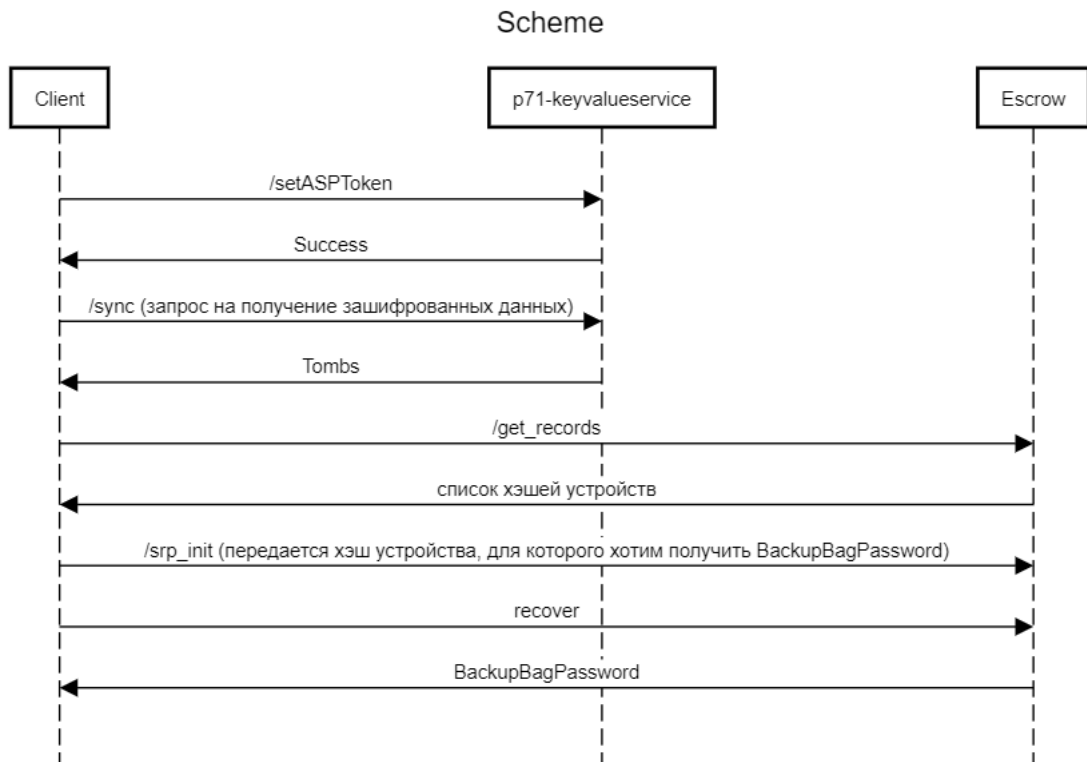 Scheme
Client
p71-keyvalueservice
Escrow
/setASPToken
Success
/sync (запрос на получение зашифрованных данных)
Tombs
/get_records
список хэшей устройств
/srp_init (передается хэш устройства, для которого хотим получить BackupBagPassword)
recover
BackupBagPassword